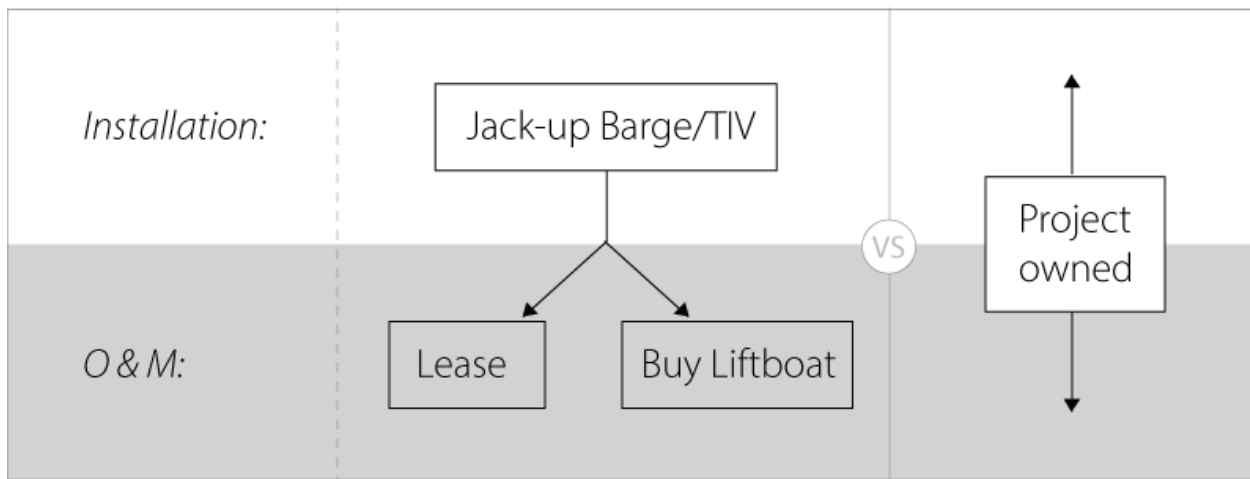 Installation:
Jack-up Barge/TIV
VS
Project
owned
O & M:
Lease
Buy Liftboat